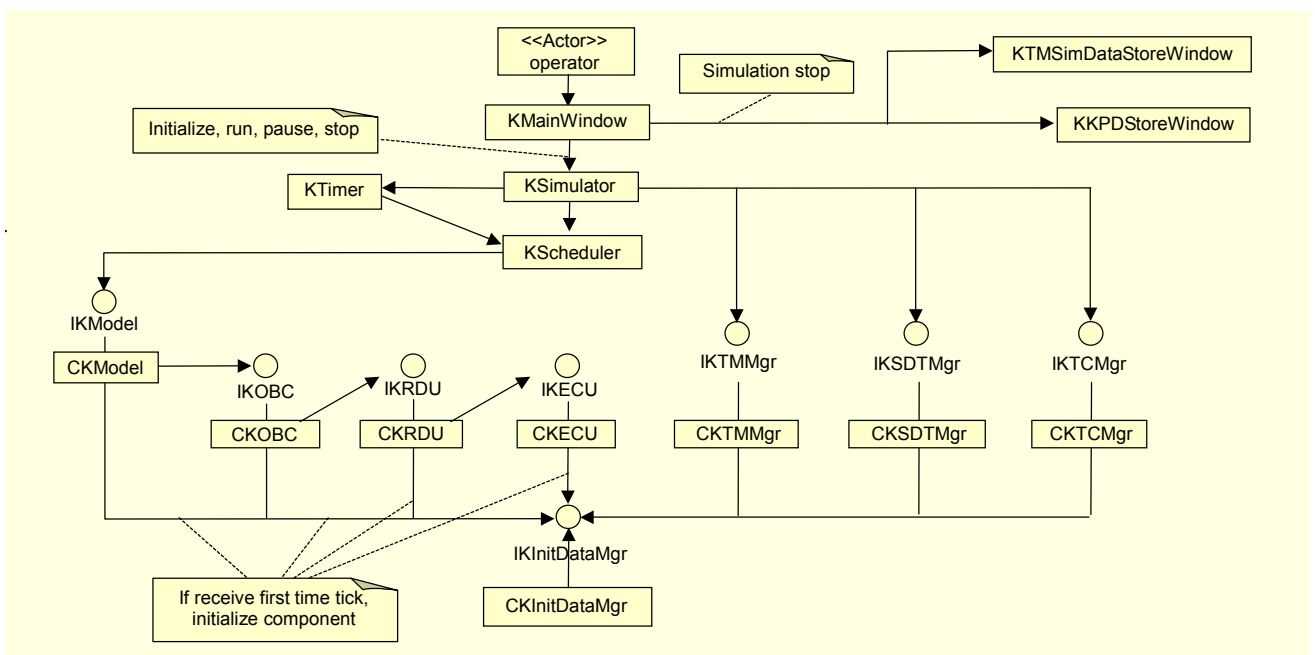 <<Actor>>
operator
Simulation stop
KTMSimDataStoreWindow
Initialize, run, pause, stop
KMainWindow
KKPDStoreWindow
KTimer
KSimulator
KScheduler
IKModel
CKModel
IKOBC
IKRDU
IKECU
IKTMMgr
IKSDTMgr
IKTCMgr
CKOBC
CKRDU
CKECU
CKTMMgr
CKSDTMgr
CKTCMgr
IKInitDataMgr
If receive first time tick,
initialize component
CKInitDataMgr